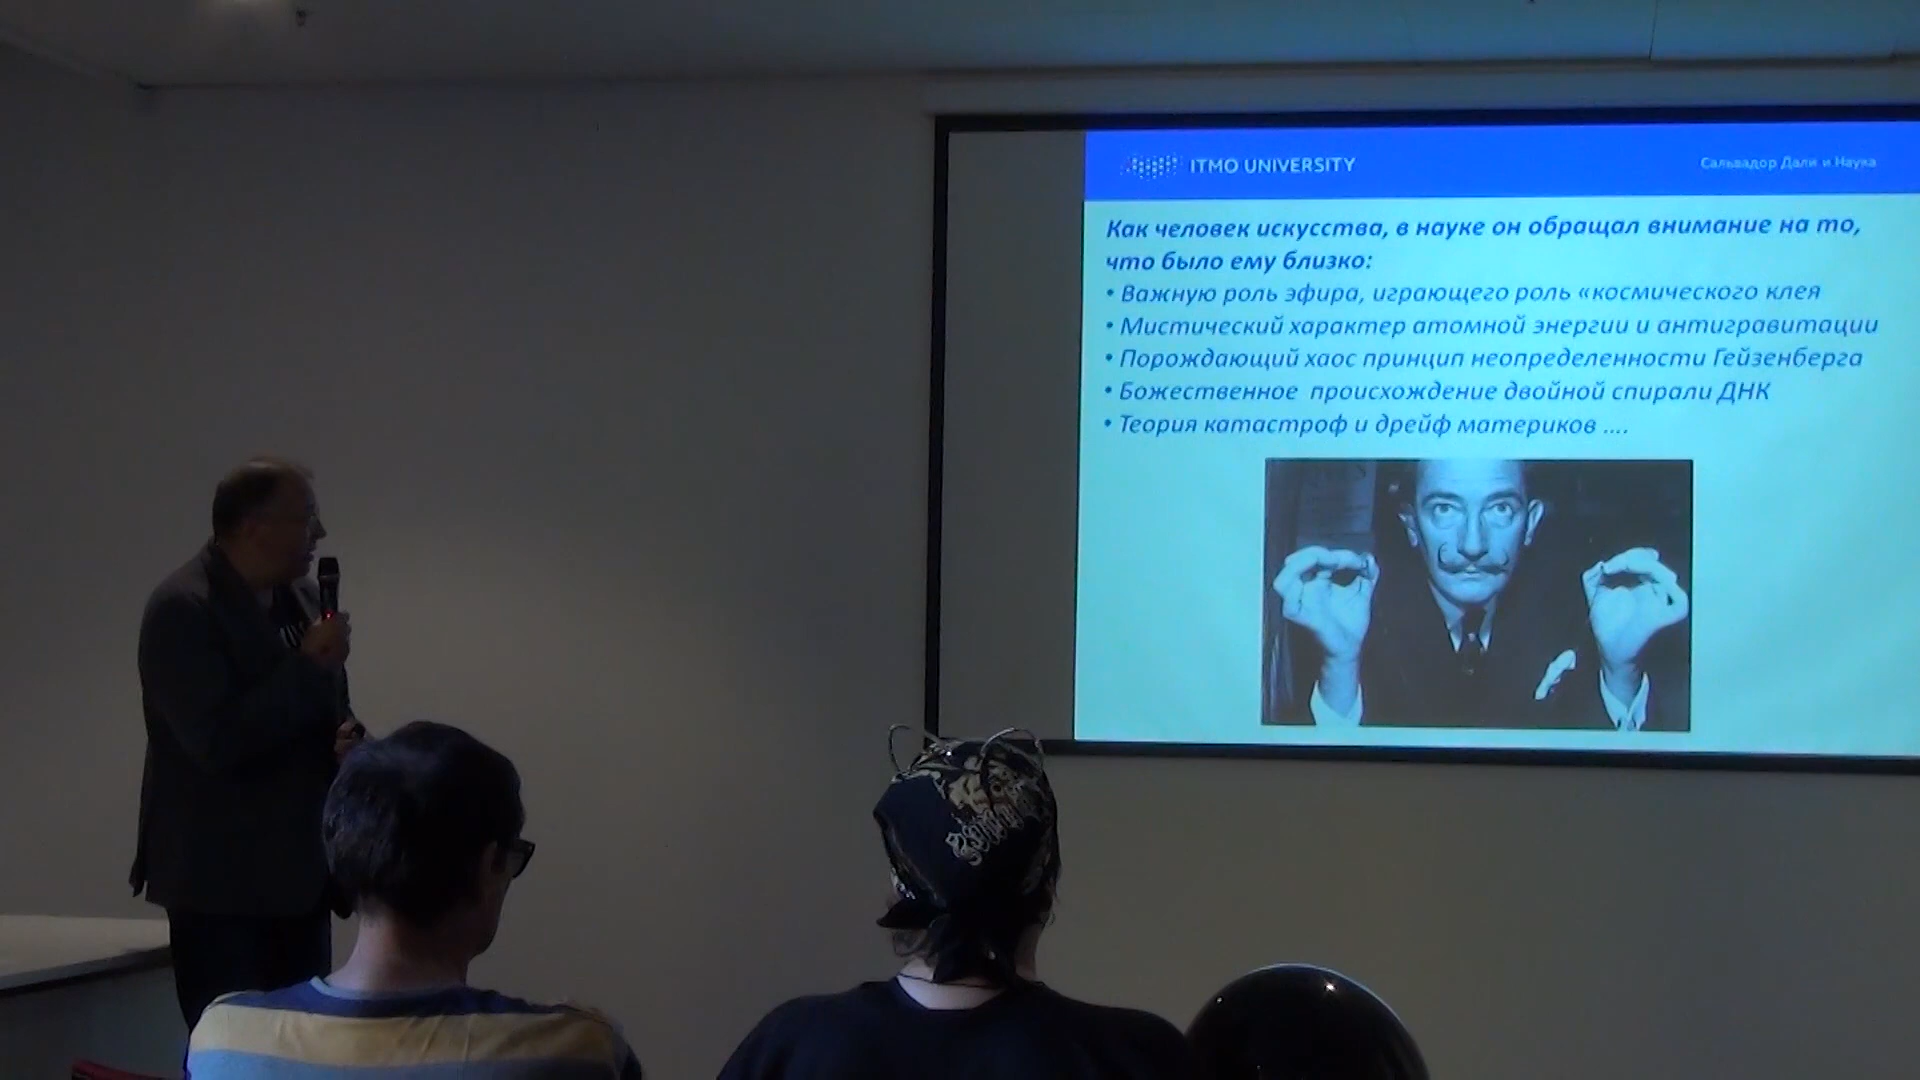 ITMO UNIVERSITY
Сальвадор Дали и Наука
Как человек искусства, в науке он обращал внимание на то,
что было ему близко:
• Важную роль эфира, играющего роль «космического клея
• Мистический характер атомной энергии и антигравитации
• Порождающий хаос принцип неопределенности Гейзенберга
• Божественное происхождение двойной спирали ДНК
• Теория катастроф и дрейф материков ....